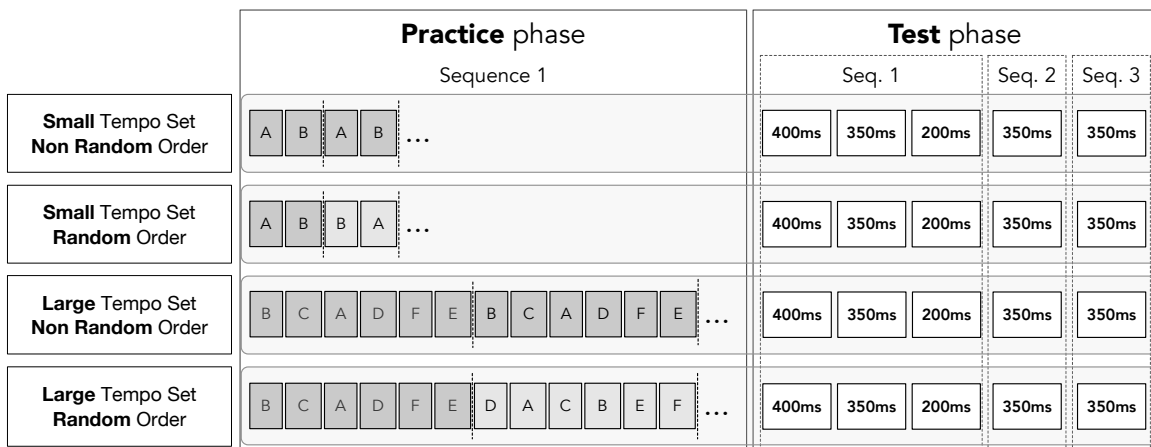 Practice phase
Test phase
Sequence 1
Seq. 1
Seq. 2
Seq. 3
Small Tempo Set
Non Random Order
A B A B ...
400ms 350ms 200ms 350ms 350ms
Small Tempo Set
Random Order
A B B A ...
400ms 350ms 200ms 350ms 350ms
Large Tempo Set
Non Random Order
B C A D F E B C A D F E ...
400ms 350ms 200ms 350ms 350ms
Large Tempo Set
Random Order
B C A D F E D A C B E F ...
400ms 350ms 200ms 350ms 350ms